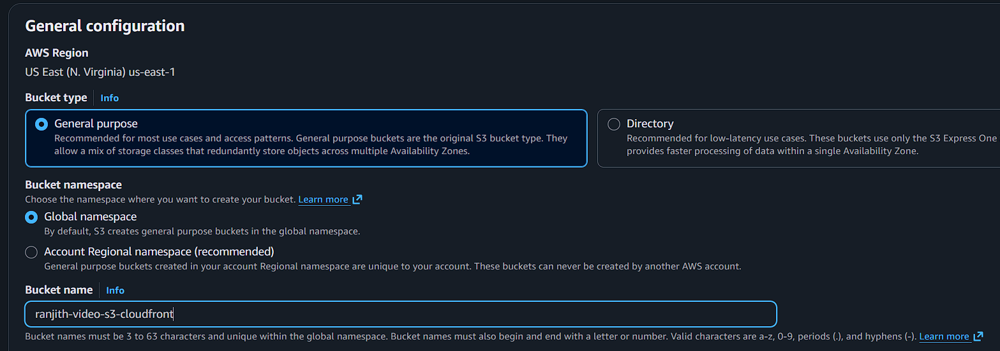 General configuration
AWS Region
US East (N. Virginia) us-east-1
Bucket type
Info
General purpose
Recommended for most use cases and access patterns. General purpose buckets are the original S3 bucket type. They
allow a mix of storage classes that redundantly store objects across multiple Availability Zones.
Directory
Recommended for low-latency use cases. These buckets use only the S3 Express One
provides faster processing of data within a single Availability Zone.
Bucket namespace
Choose the namespace where you want to create your bucket. Learn more
Global namespace
By default, S3 creates general purpose buckets in the global namespace.
Account Regional namespace (recommended)
General purpose buckets created in your account Regional namespace are unique to your account. These buckets can never be created by another AWS account.
Bucket name
Info
ranjith-video-s3-cloudfront
Bucket names must be 3 to 63 characters and unique within the global namespace. Bucket names must also begin and end with a letter or number. Valid characters are a-z, 0-9, periods (.), and hyphens (-). Learn more